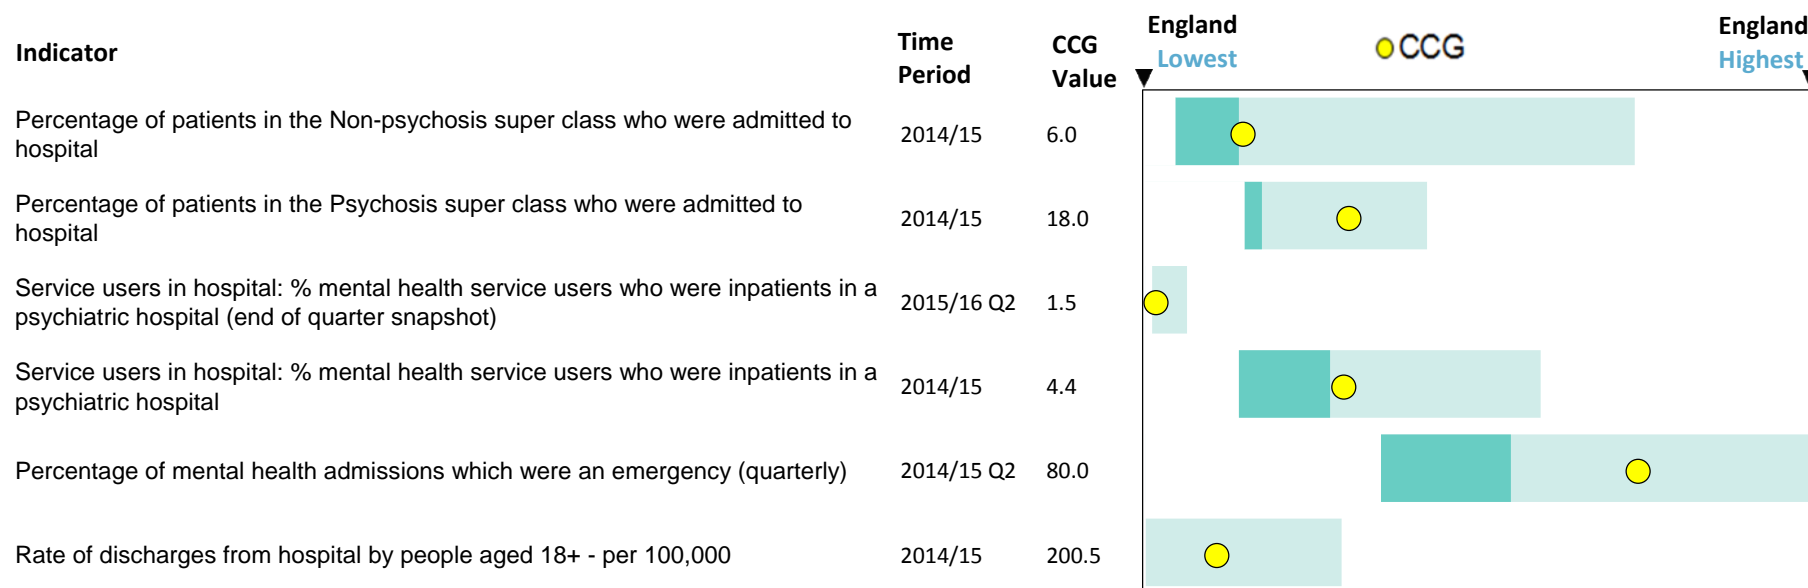 Indicator
Time
Period
CCG
Value
England
Lowest
CCG
England
Highest
Percentage of patients in the Non-psychosis super class who were admitted to
hospital
2014/15
6.0
Percentage of patients in the Psychosis super class who were admitted to
hospital
2014/15
18.0
Service users in hospital: % mental health service users who were inpatients in a
psychiatric hospital (end of quarter snapshot)
2015/16 Q2
1.5
Service users in hospital: % mental health service users who were inpatients in a
psychiatric hospital
2014/15
4.4
Percentage of mental health admissions which were an emergency (quarterly)
2014/15 Q2
80.0
Rate of discharges from hospital by people aged 18+ - per 100,000
2014/15
200.5